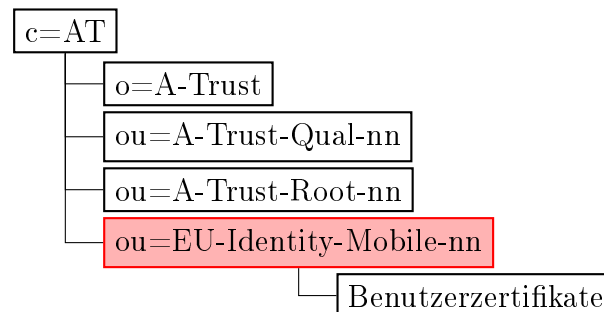 c=AT
o=A-Trust
ou=A-Trust-Qual-nn
ou=A-Trust-Root-nn
ou=EU-Identity-Mobile-nn
Benutzerzertifikate